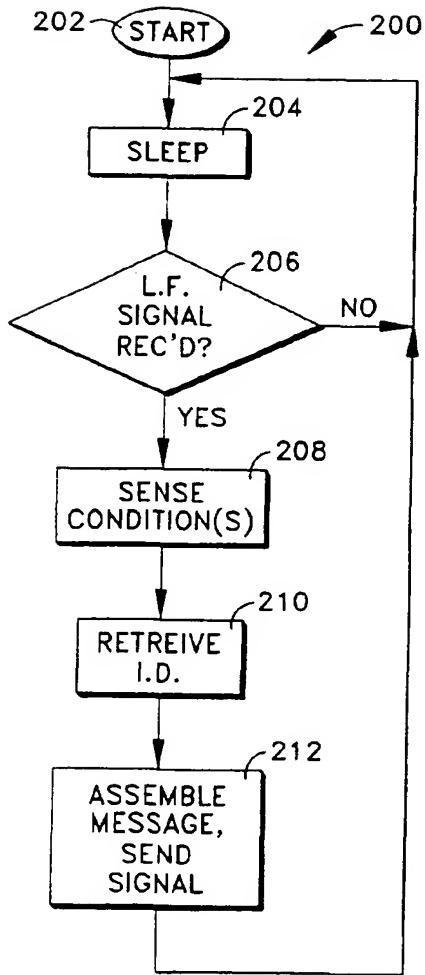 202
START
200
204
SLEEP
206
L.F.
SIGNAL
REC'D?
NO
YES
208
SENSE
CONDITION(S)
210
RETREIVE
I.D.
212
ASSEMBLE
MESSAGE,
SEND
SIGNAL